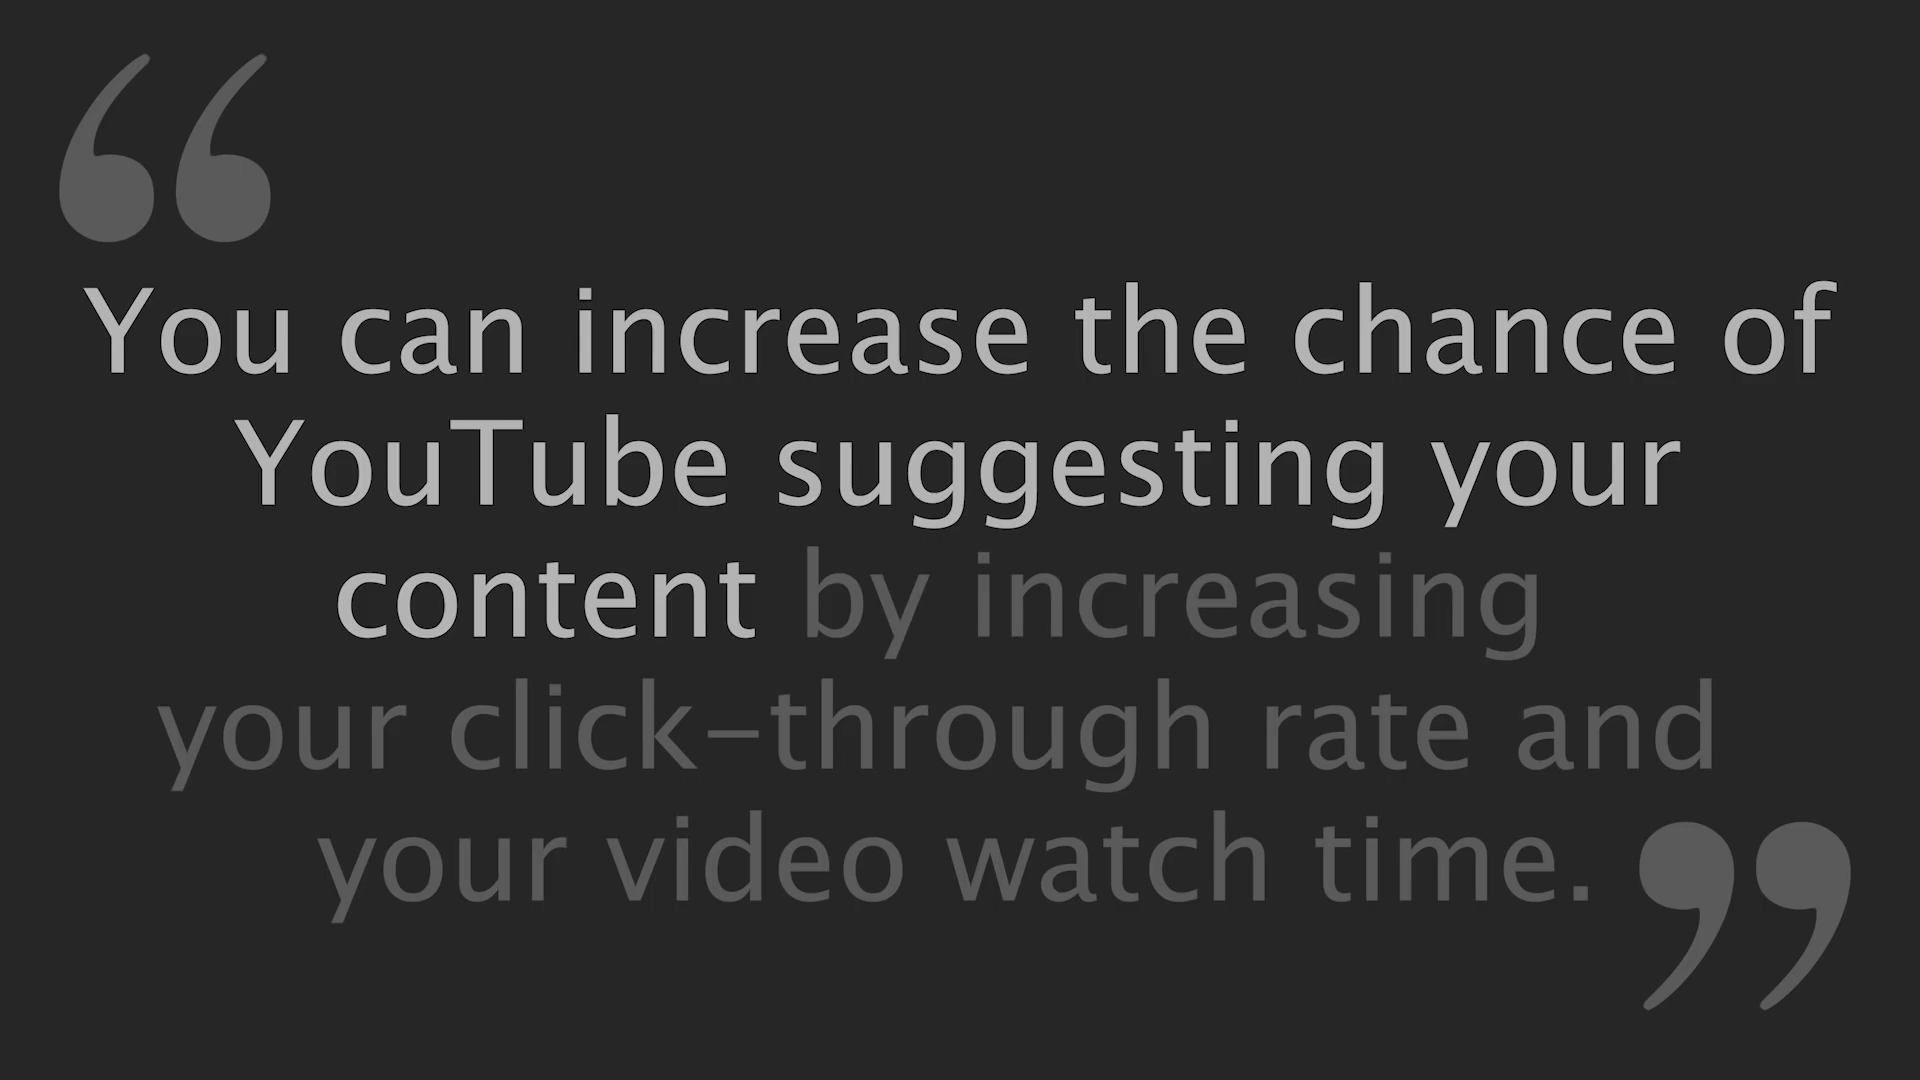 “
You can increase the chance of
YouTube suggesting your
content by increasing
your click-through rate and
your video watch time.
”